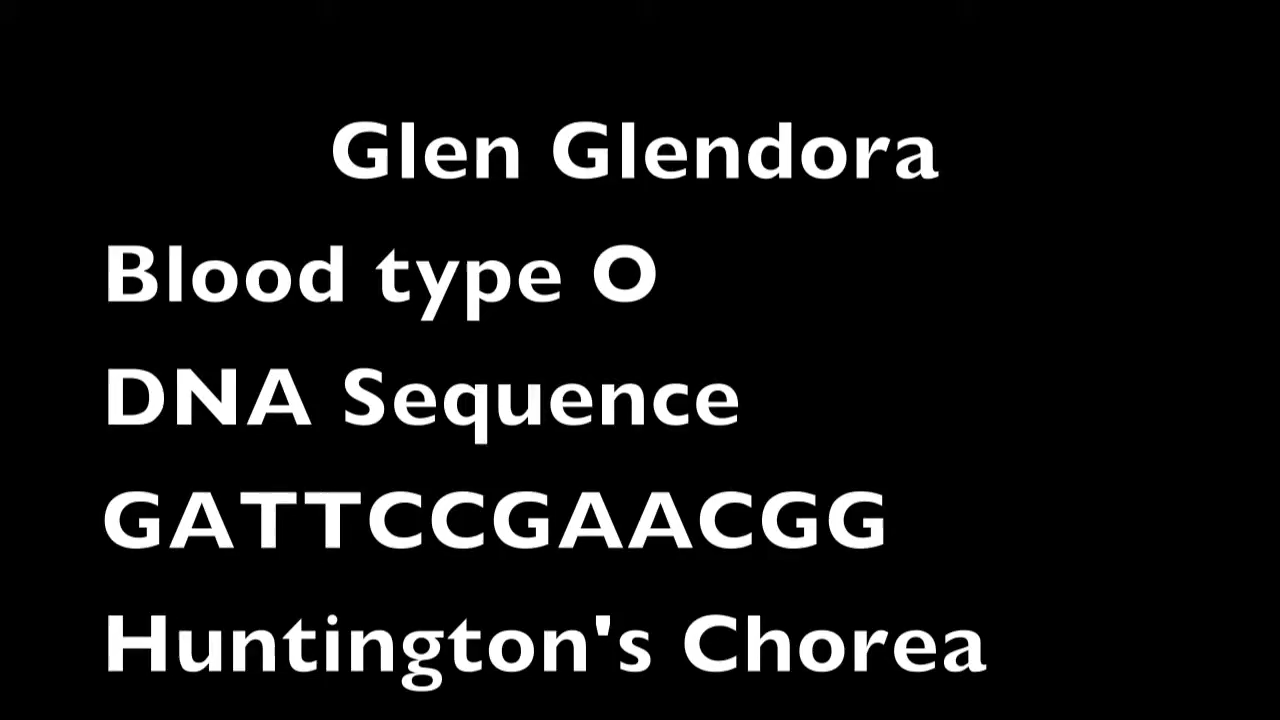 Glen Glendora
Blood type O
DNA Sequence
GATTCCGAACGG
Huntington's Chorea